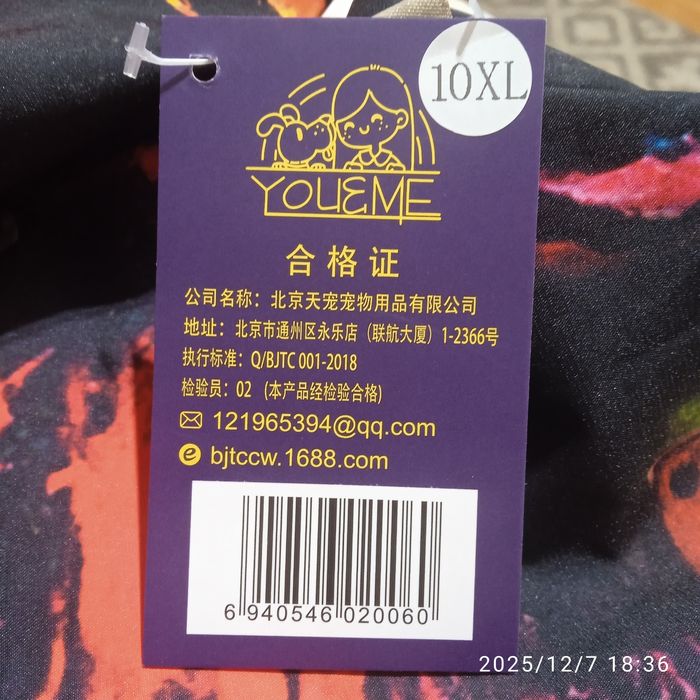 10XL
YOU&ME
合格证
公司名称：北京天宠宠物用品有限公司
地址：北京市通州区永乐店（联航大厦）1-2366号
执行标准：Q/BJTC 001-2018
检验员：02 （本产品经检验合格)
121965394@qq.com
bjtccw.1688.com
6 940546 020060
2025/12/7 18:36